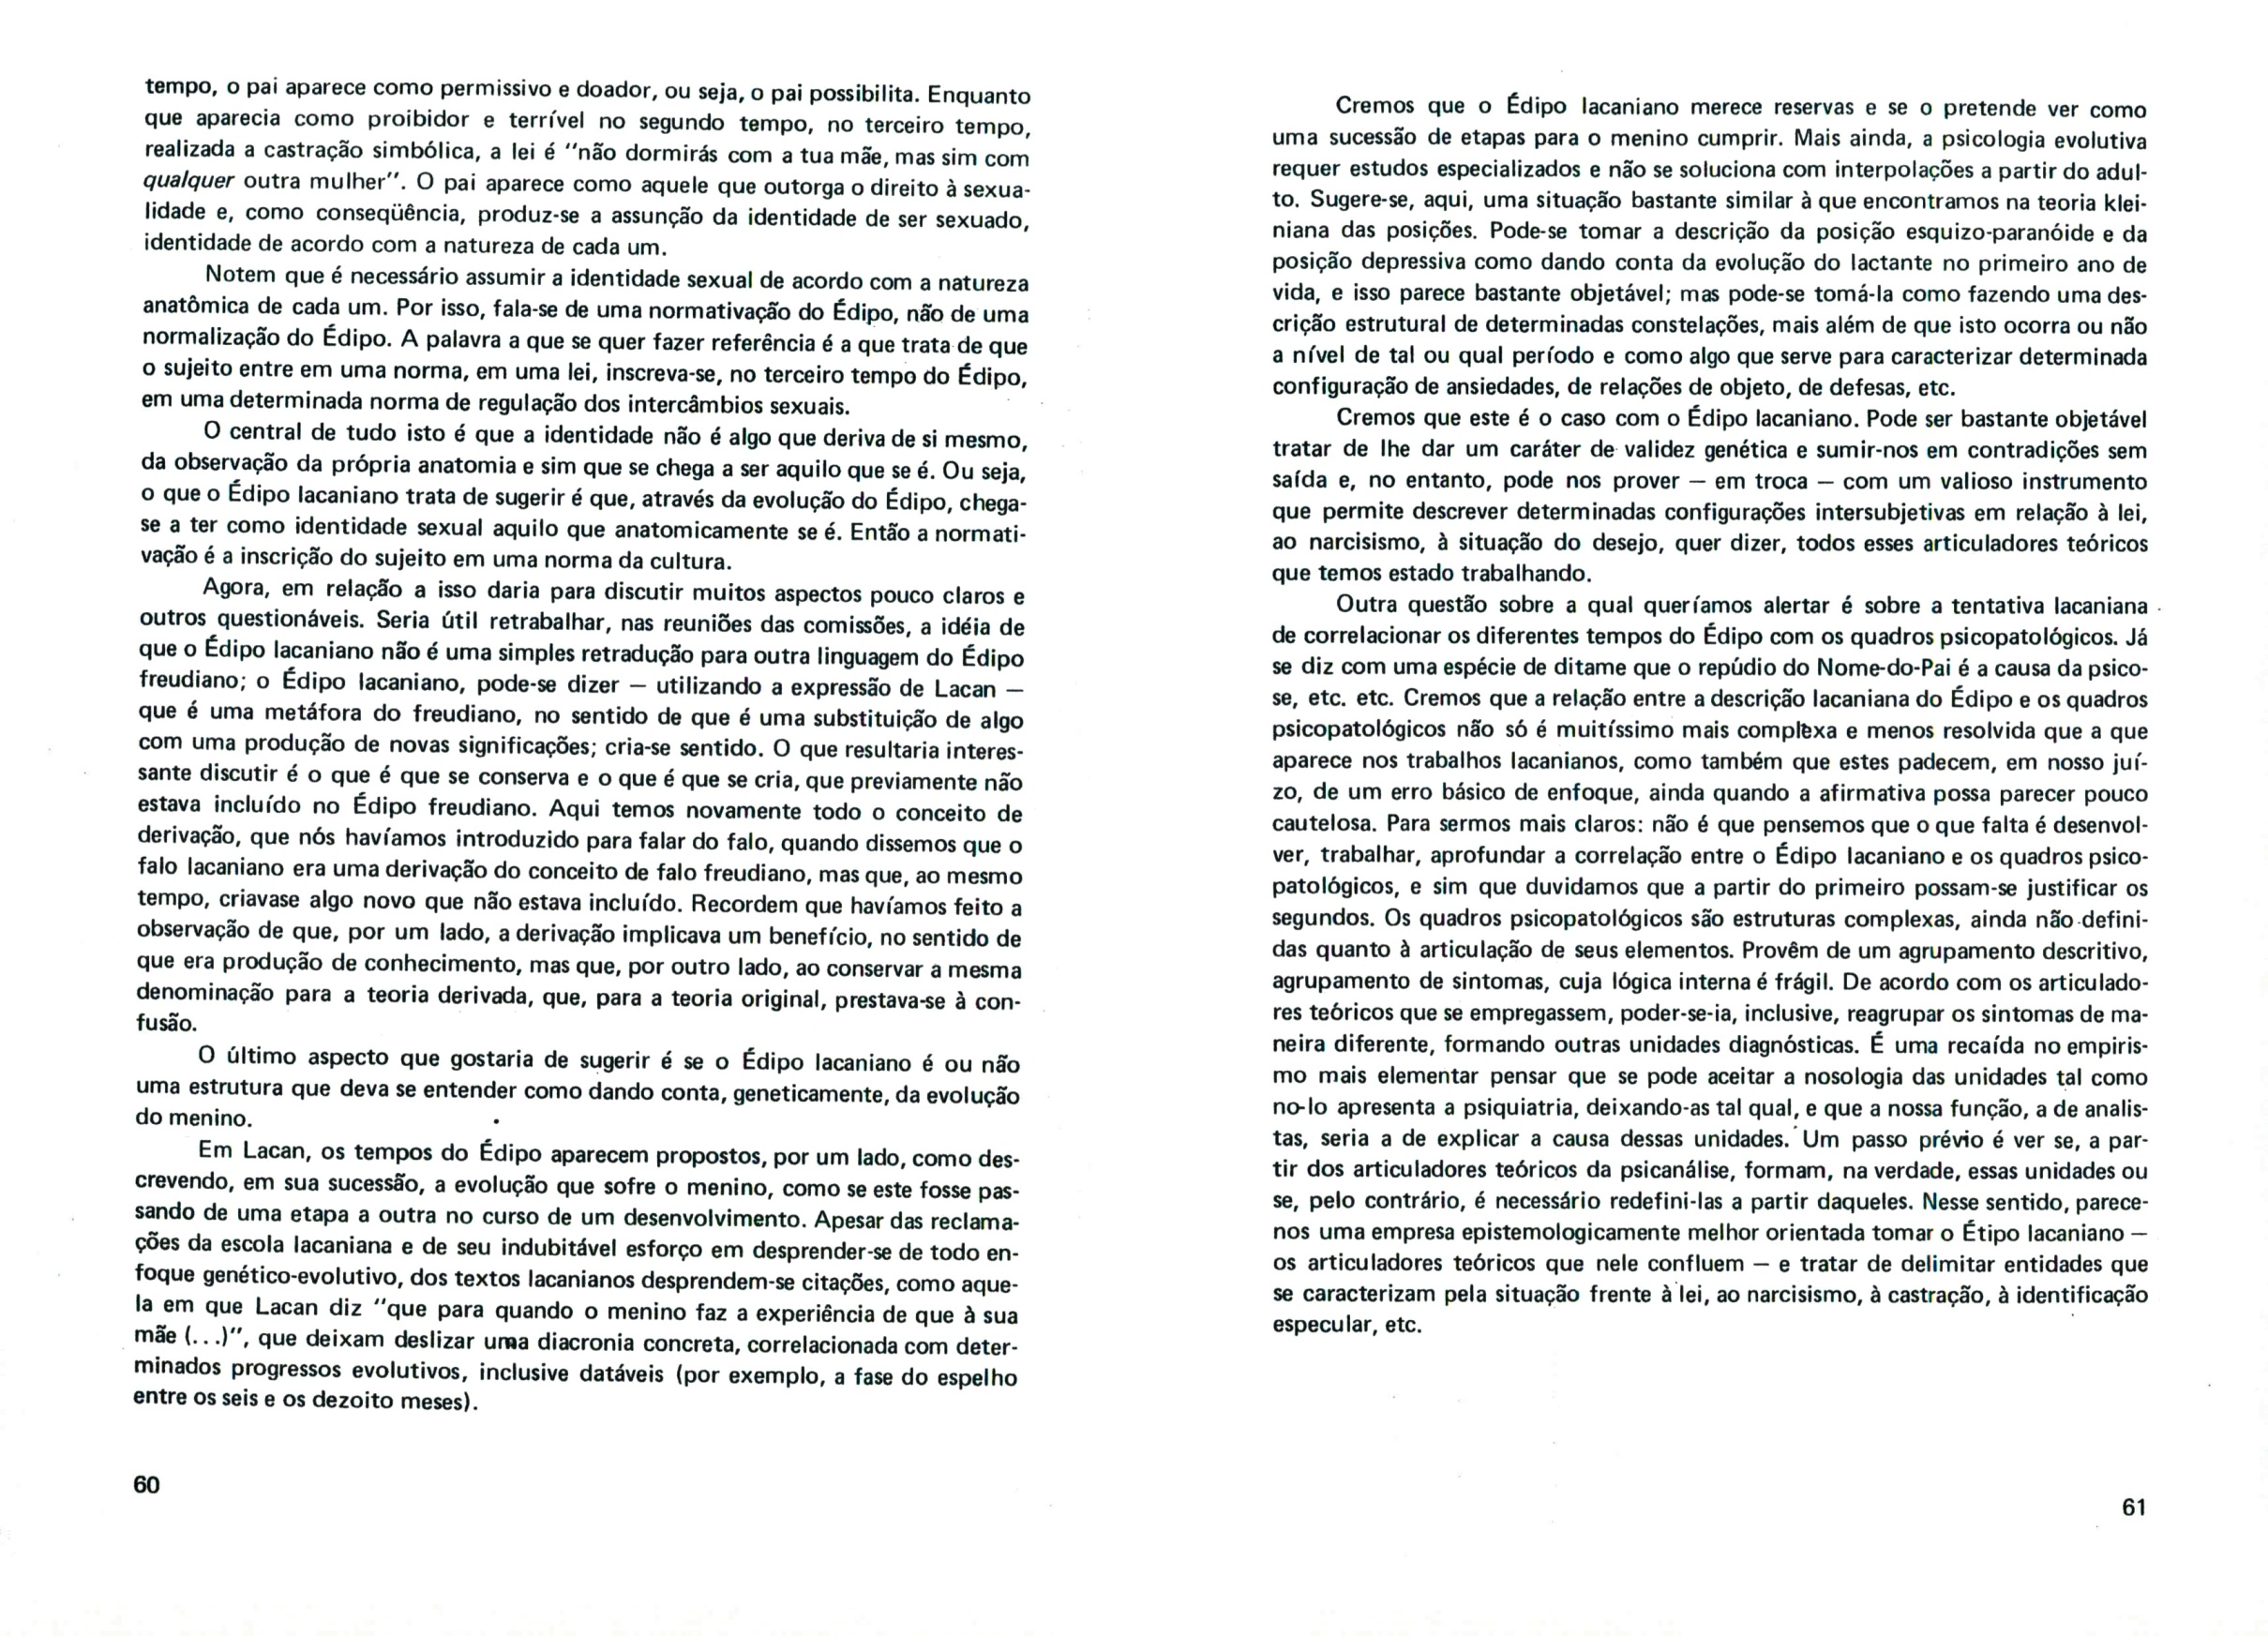 tempo, o pai aparece como permissivo e doador, ou seja, o pai possibilita. Enquanto
que aparecia como proibidor e terrível no segundo tempo, no terceiro tempo,
realizada a castração simbólica, a lei é "não dormirás com a tua mãe, mas sim com
qualquer outra mulher". O pai aparece como aquele que outorga o direito à sexua-
lidade e, como conseqüência, produz-se a assunção da identidade de ser sexuado,
identidade de acordo com a natureza de cada um.
Notem que é necessário assumir a identidade sexual de acordo com a natureza
anatômica de cada um. Por isso, fala-se de uma normativação do Édipo, não de uma
normalização do Édipo. A palavra a que se quer fazer referência é a que trata de que
o sujeito entre em uma norma, em uma lei, inscreva-se, no terceiro tempo do Édipo,
em uma determinada norma de regulação dos intercâmbios sexuais.
O central de tudo isto é que a identidade não é algo que deriva de si mesmo,
da observação da própria anatomia e sim que se chega a ser aquilo que se é. Ou seja,
o que o Édipo lacaniano trata de sugerir é que, através da evolução do Édipo, chega-
se a ter como identidade sexual aquilo que anatomicamente se é. Então a normati-
vação é a inscrição do sujeito em uma norma da cultura.
Agora, em relação a isso daria para discutir muitos aspectos pouco claros e
outros questionáveis. Seria útil retrabalhar, nas reuniões das comissões, a idéia de
que o Édipo lacaniano não é uma simples retradução para outra linguagem do Édipo
freudiano; o Édipo lacaniano, pode-se dizer — utilizando a expressão de Lacan —
que é uma metáfora do freudiano, no sentido de que é uma substituição de algo
com uma produção de novas significações; cria-se sentido. O que resultaria interes-
sante discutir é o que é que se conserva e o que é que se cria, que previamente não
estava incluído no Édipo freudiano. Aqui temos novamente todo o conceito de
derivação, que nós havíamos introduzido para falar do falo, quando dissemos que o
falo lacaniano era uma derivação do conceito de falo freudiano, mas que, ao mesmo
tempo, criavase algo novo que não estava incluído. Recordem que havíamos feito a
observação de que, por um lado, a derivação implicava um benefício, no sentido de
que era produção de conhecimento, mas que, por outro lado, ao conservar a mesma
denominação para a teoria derivada, que, para a teoria original, prestava-se à con-
fusão.
O último aspecto que gostaria de sugerir é se o Édipo lacaniano é ou não
uma estrutura que deva se entender como dando conta, geneticamente, da evolução
do menino.
Em Lacan, os tempos do Édipo aparecem propostos, por um lado, como des-
crevendo, em sua sucessão, a evolução que sofre o menino, como se este fosse pas-
sando de uma etapa a outra no curso de um desenvolvimento. Apesar das reclama-
ções da escola lacaniana e de seu indubitável esforço em desprender-se de todo en-
foque genético-evolutivo, dos textos lacanianos desprendem-se citações, como aque-
la em que Lacan diz "que para quando o menino faz a experiência de que à sua
mãe (...)", que deixam deslizar uma diacronia concreta, correlacionada com deter-
minados progressos evolutivos, inclusive datáveis (por exemplo, a fase do espelho
entre os seis e os dezoito meses).
60
Cremos que o Édipo lacaniano merece reservas e se o pretende ver como
uma sucessão de etapas para o menino cumprir. Mais ainda, a psicologia evolutiva
requer estudos especializados e não se soluciona com interpolações a partir do adul-
to. Sugere-se, aqui, uma situação bastante similar à que encontramos na teoria klei-
niana das posições. Pode-se tomar a descrição da posição esquizo-paranóide e da
posição depressiva como dando conta da evolução do lactante no primeiro ano de
vida, e isso parece bastante objetável; mas pode-se tomá-la como fazendo uma des-
crição estrutural de determinadas constelações, mais além de que isto ocorra ou não
a nível de tal ou qual período e como algo que serve para caracterizar determinada
configuração de ansiedades, de relações de objeto, de defesas, etc.
Cremos que este é o caso com o Édipo lacaniano. Pode ser bastante objetável
tratar de lhe dar um caráter de validez genética e sumir-nos em contradições sem
saída e, no entanto, pode nos prover — em troca — com um valioso instrumento
que permite descrever determinadas configurações intersubjetivas em relação à lei,
ao narcisismo, à situação do desejo, quer dizer, todos esses articuladores teóricos
que temos estado trabalhando.
Outra questão sobre a qual queríamos alertar é sobre a tentativa lacaniana
de correlacionar os diferentes tempos do Édipo com os quadros psicopatológicos. Já
se diz com uma espécie de ditame que o repúdio do Nome-do-Pai é a causa da psico-
se, etc. etc. Cremos que a relação entre a descrição lacaniana do Édipo e os quadros
psicopatológicos não só é muitíssimo mais complexa e menos resolvida que a que
aparece nos trabalhos lacanianos, como também que estes padecem, em nosso juí-
zo, de um erro básico de enfoque, ainda quando a afirmativa possa parecer pouco
cautelosa. Para sermos mais claros: não é que pensemos que o que falta é desenvol-
ver, trabalhar, aprofundar a correlação entre o Édipo lacaniano e os quadros psico-
patológicos, e sim que duvidamos que a partir do primeiro possam-se justificar os
segundos. Os quadros psicopatológicos são estruturas complexas, ainda não defini-
das quanto à articulação de seus elementos. Provêm de um agrupamento descritivo,
agrupamento de sintomas, cuja lógica interna é frágil. De acordo com os articulado-
res teóricos que se empregassem, poder-se-ia, inclusive, reagrupar os sintomas de ma-
neira diferente, formando outras unidades diagnósticas. É uma recaída no empiris-
mo mais elementar pensar que se pode aceitar a nosologia das unidades tal como
no-lo apresenta a psiquiatria, deixando-as tal qual, e que a nossa função, a de analis-
tas, seria a de explicar a causa dessas unidades. Um passo prévio é ver se, a par-
tir dos articuladores teóricos da psicanálise, formam, na verdade, essas unidades ou
se, pelo contrário, é necessário redefini-las a partir daqueles. Nesse sentido, parece-
nos uma empresa epistemologicamente melhor orientada tomar o Étipo lacaniano —
os articuladores teóricos que nele confluem — e tratar de delimitar entidades que
se caracterizam pela situação frente à lei, ao narcisismo, à castração, à identificação
especular, etc.
61